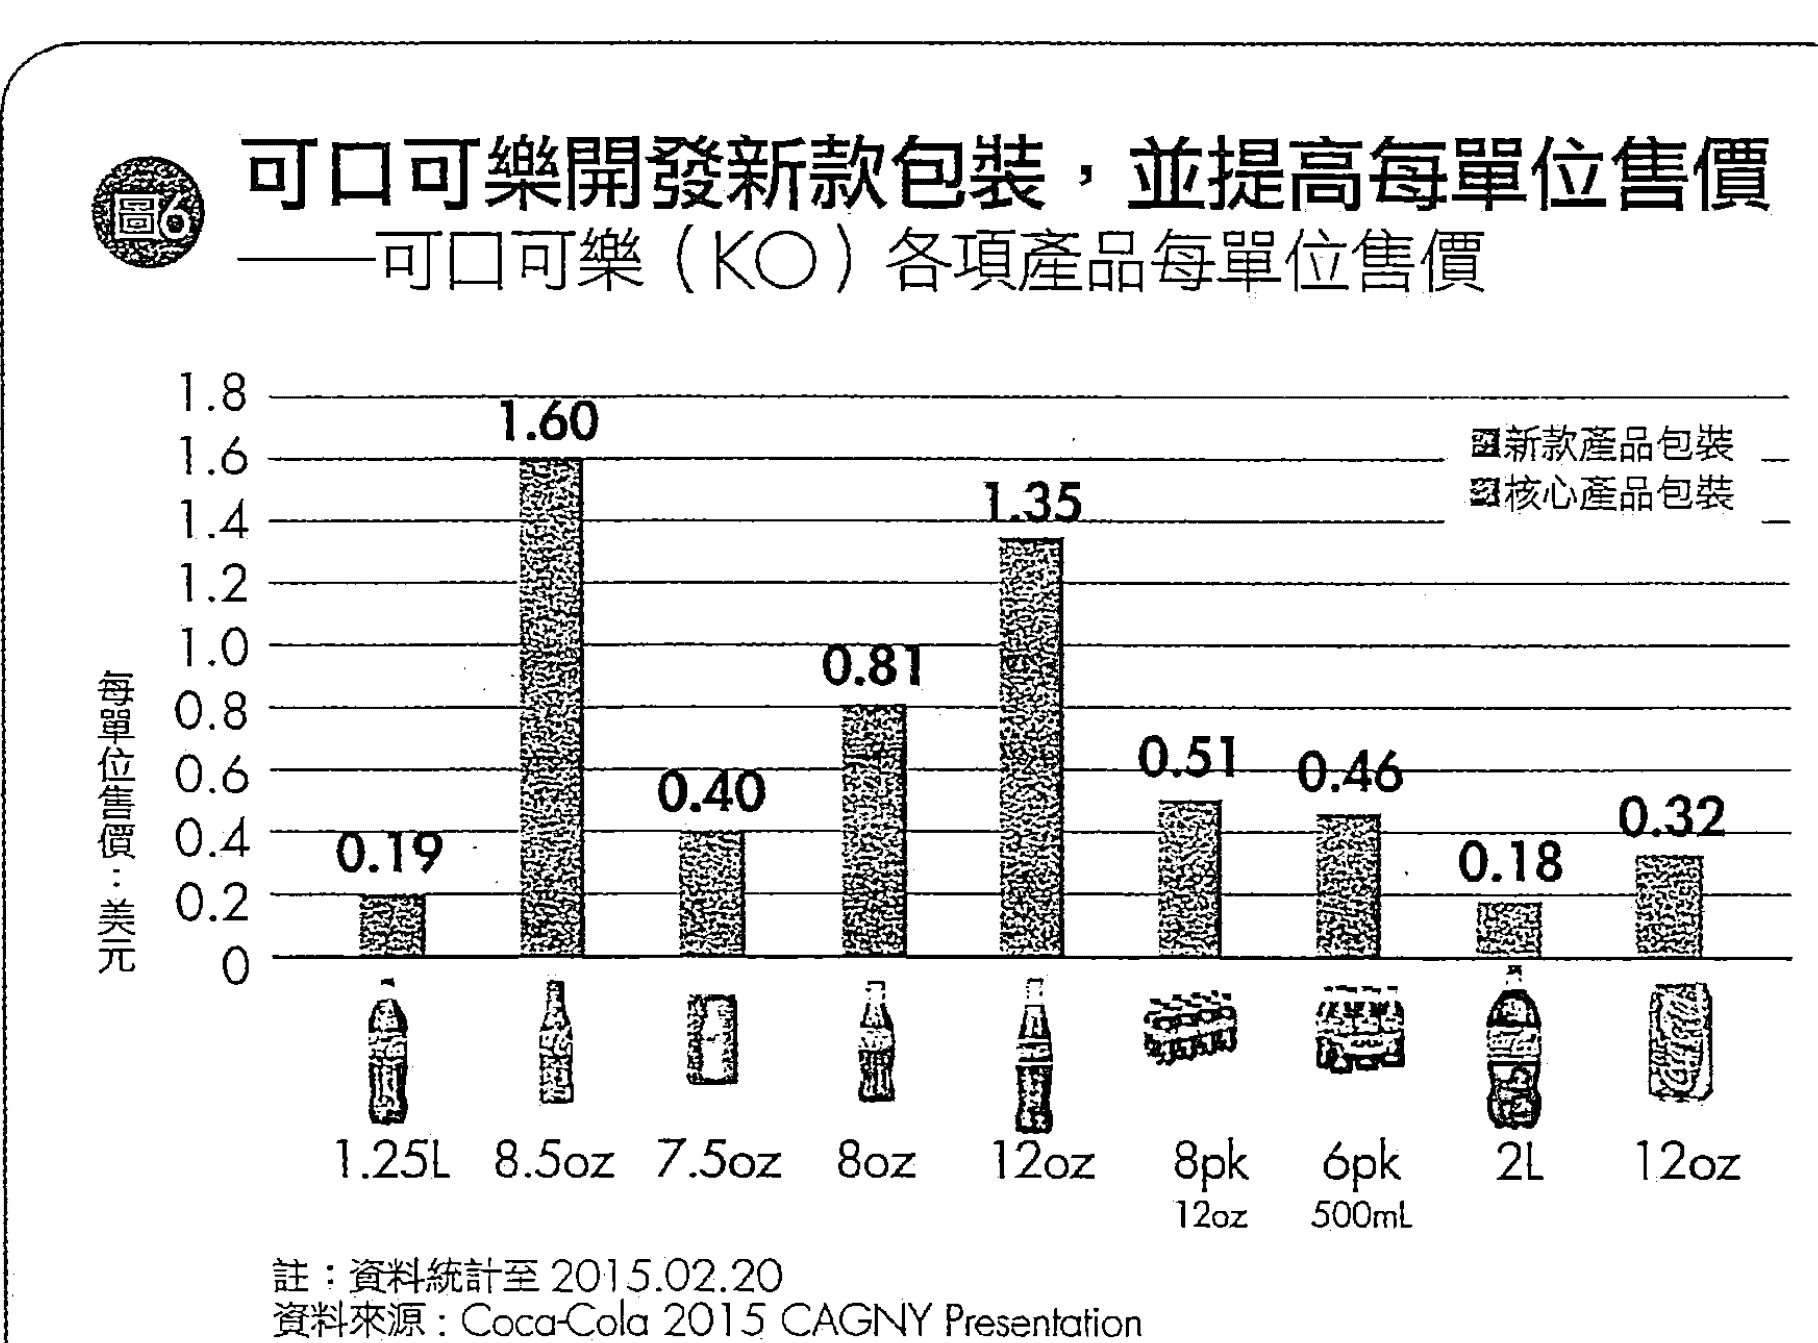 圖6
可口可樂開發新款包裝，並提高每單位售價
——可口可樂（KO）各項產品每單位售價
每單位售價：美元
1.8
1.6
1.4
1.2
1.0
0.8
0.6
0.4
0.2
0
新款產品包裝
核心產品包裝
0.19
1.60
0.40
0.81
1.35
0.51
0.46
0.18
0.32
1.25L 8.5oz 7.5oz 8oz 12oz 8pk 6pk 2L 12oz
12oz 500mL
註：資料統計至 2015.02.20
資料來源：Coca-Cola 2015 CAGNY Presentation